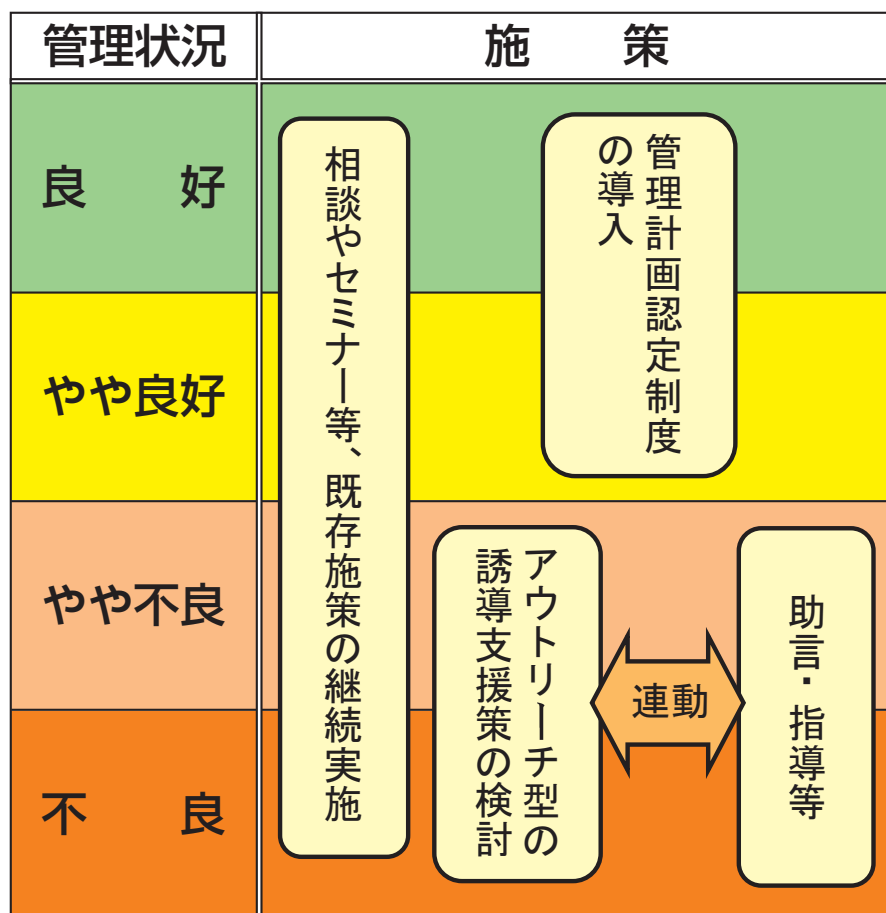 管理状況
施策
良好
やや良好
やや不良
不良
相談やセミナー等、既存施策の継続実施
管理計画認定制度
の導入
アウトリーチ型の
誘導支援策の検討
連動
助言・指導等